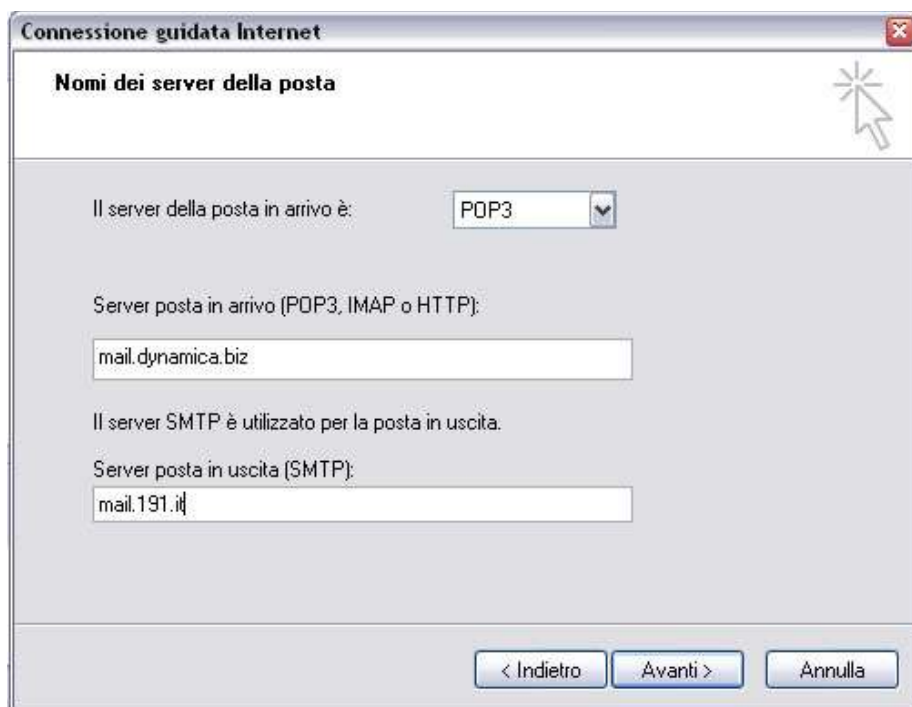 Connessione guidata Internet
Nomi dei server della posta
Il server della posta in arrivo è:
POP3
Server posta in arrivo (POP3, IMAP o HTTP):
mail.dynamica.biz
Il server SMTP è utilizzato per la posta in uscita.
Server posta in uscita (SMTP):
mail.191.it
< Indietro
Avanti >
Annulla